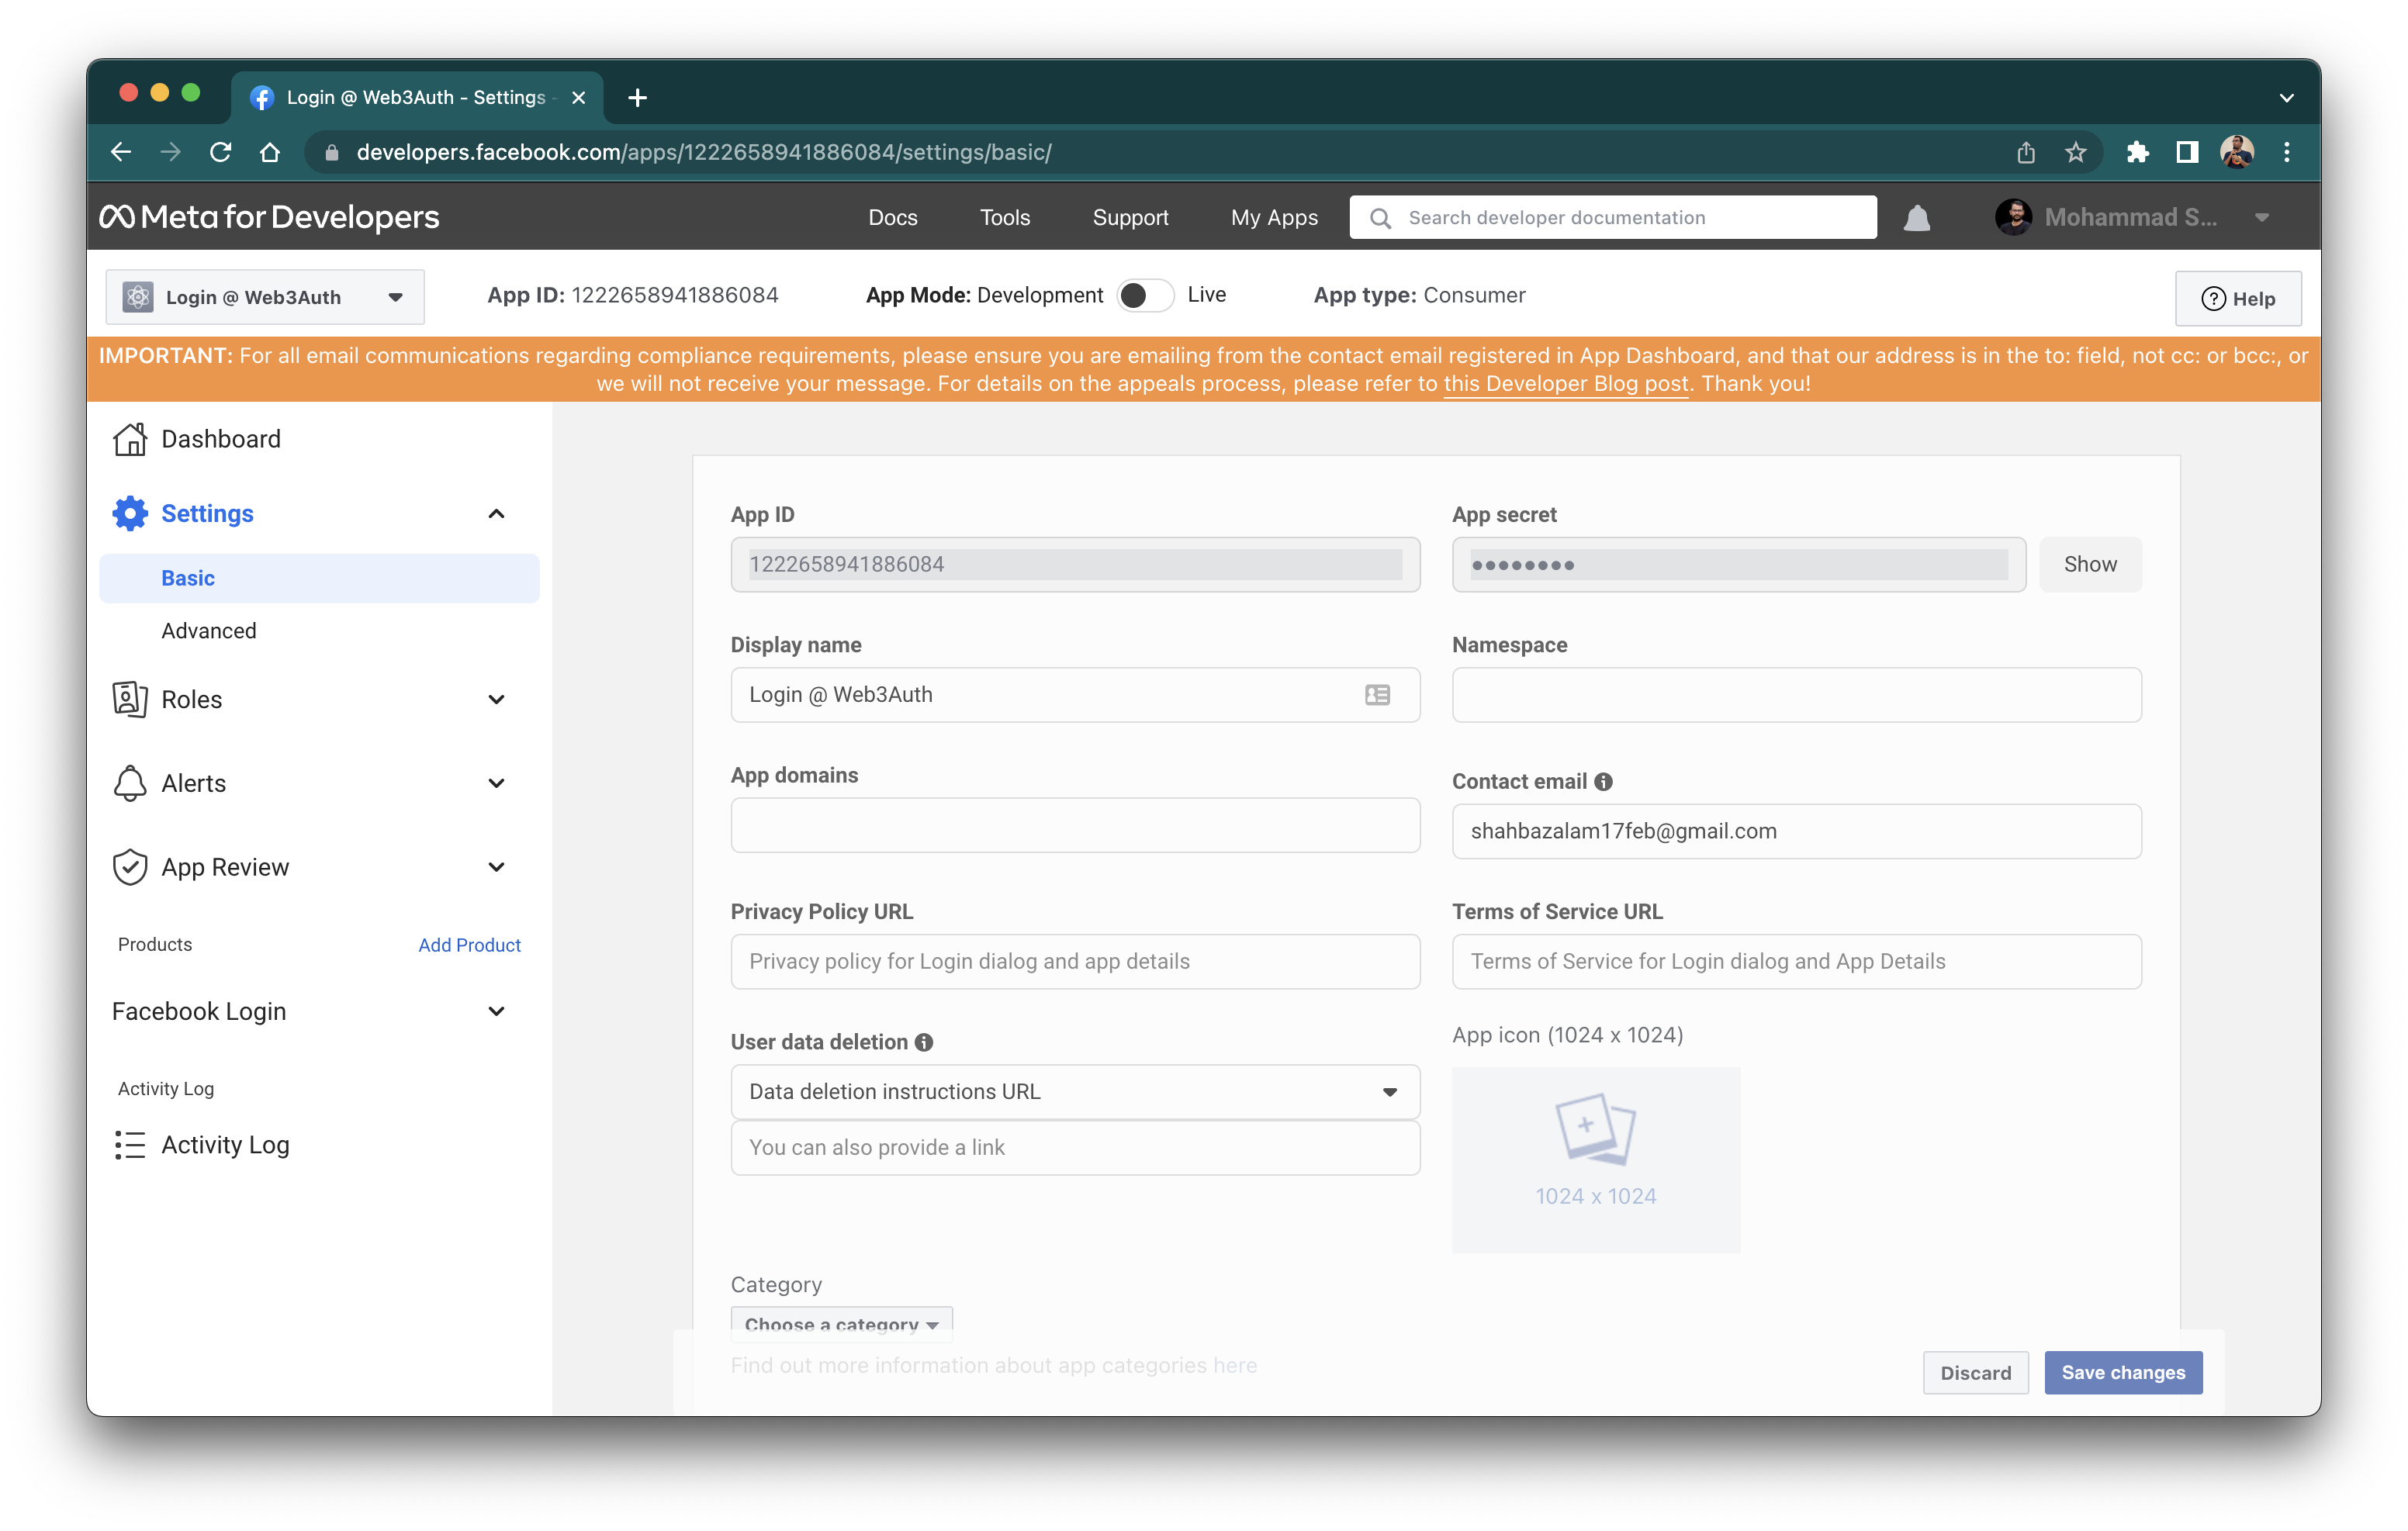 Login @ Web3Auth - Settings -
developers.facebook.com/apps/1222658941886084/settings/basic/
Meta for Developers
Docs
Tools
Support
My Apps
Search developer documentation
Mohammad S...
Login @ Web3Auth
App ID: 1222658941886084
App Mode: Development
Live
App type: Consumer
Help
IMPORTANT: For all email communications regarding compliance requirements, please ensure you are emailing from the contact email registered in App Dashboard, and that our address is in the to: field, not cc: or bcc:, or
we will not receive your message. For details on the appeals process, please refer to this Developer Blog post. Thank you!
Dashboard
Settings
Basic
Advanced
Roles
Alerts
App Review
Products
Add Product
Facebook Login
Activity Log
Activity Log
App ID
1222658941886084
App secret
••••••••
Show
Display name
Login @ Web3Auth
Namespace
App domains
Contact email
shahbazalam17feb@gmail.com
Privacy Policy URL
Privacy policy for Login dialog and app details
Terms of Service URL
Terms of Service for Login dialog and App Details
User data deletion
Data deletion instructions URL
You can also provide a link
App icon (1024 x 1024)
1024 x 1024
Category
Choose a category
Find out more information about app categories here
Discard
Save changes